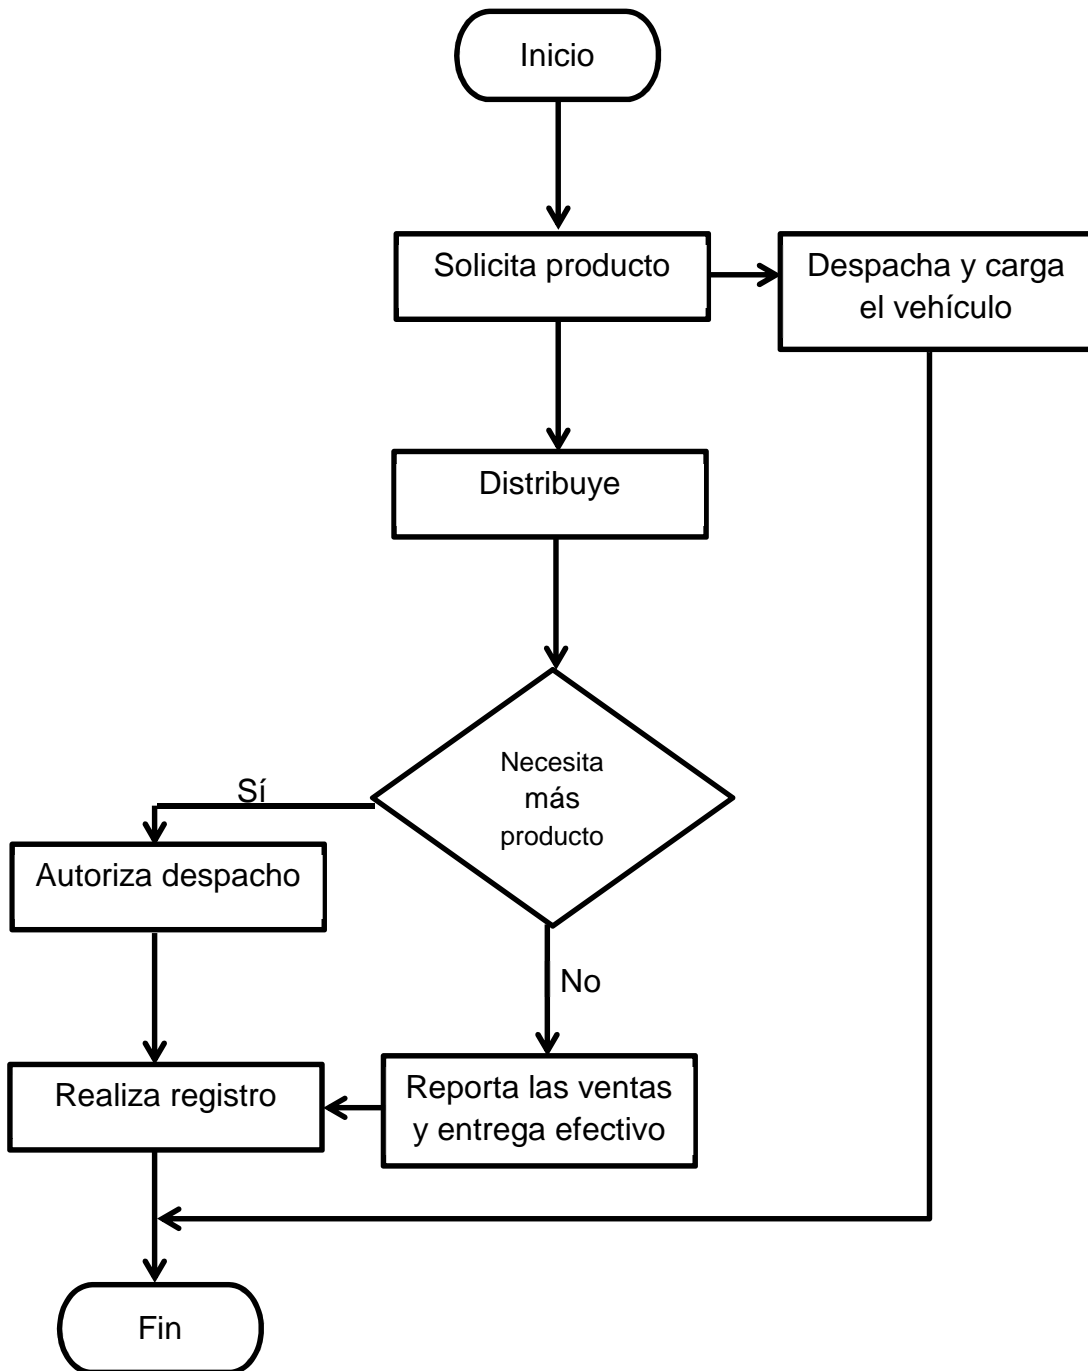 Inicio
Solicita producto
Despacha y carga
el vehículo
Distribuye
Necesita
más
producto
Sí
Autoriza despacho
No
Realiza registro
Reporta las ventas
y entrega efectivo
Fin